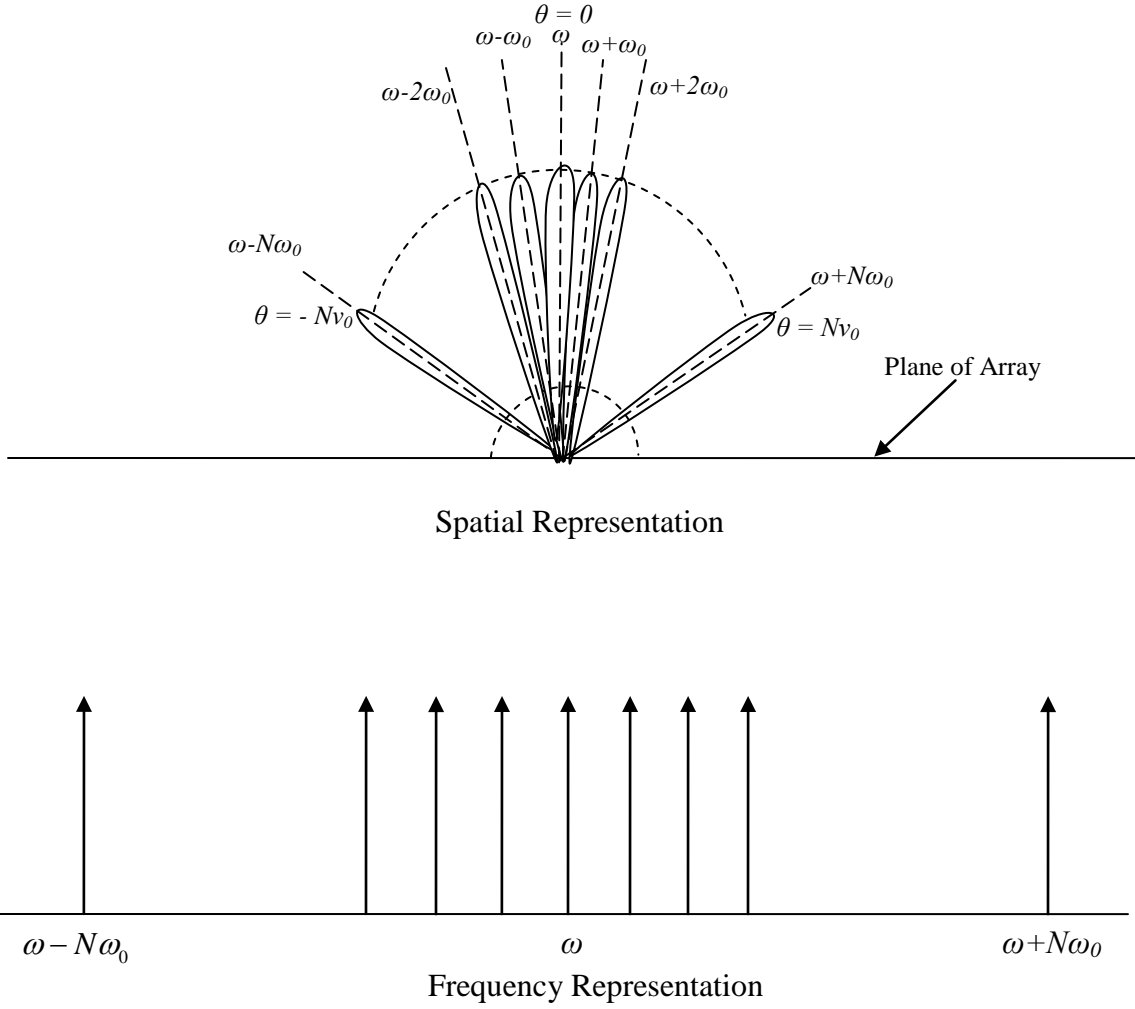 θ = 0
ω-ω₀ ω ω+ω₀
ω-2ω₀ ω+2ω₀
ω-Nω₀ ω+Nω₀
θ = - Nν₀ θ = Nν₀
Plane of Array
Spatial Representation
ω − Nω₀ ω ω+Nω₀
Frequency Representation